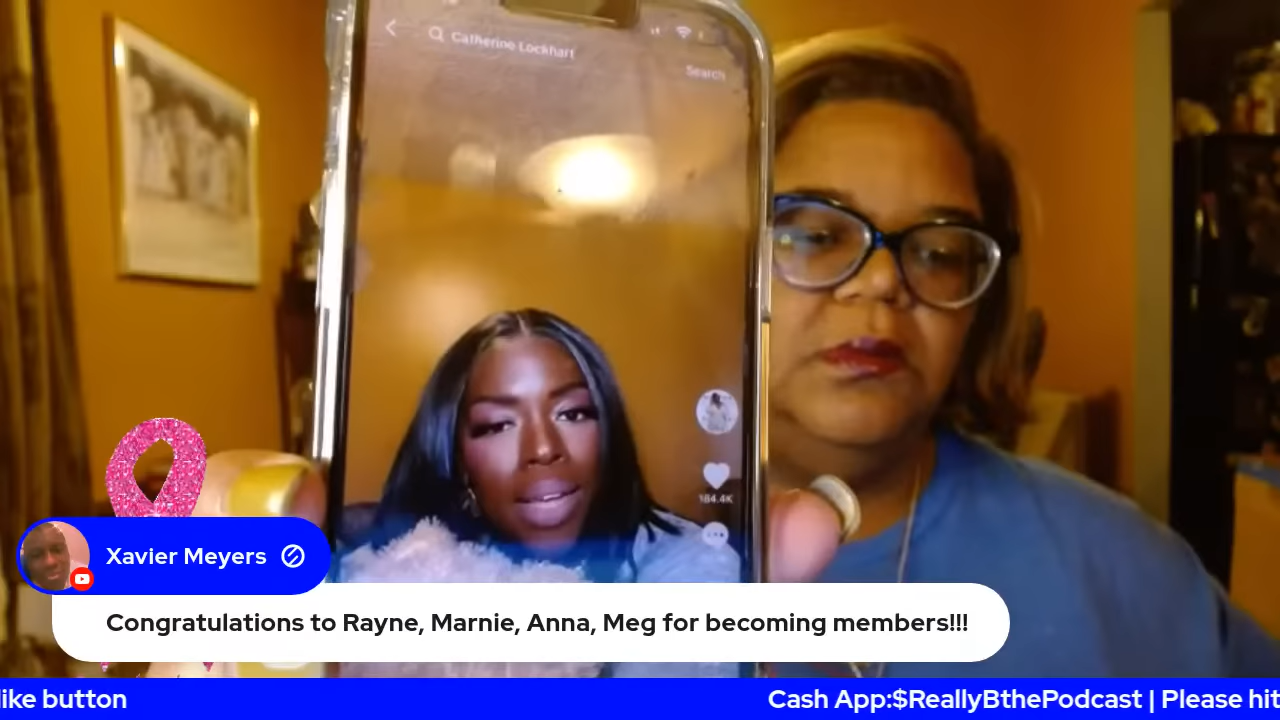 Catherine Lockhart
Search
184.4K
Xavier Meyers
Congratulations to Rayne, Marnie, Anna, Meg for becoming members!!!
like button
Cash App:$ReallyBthePodcast | Please hit